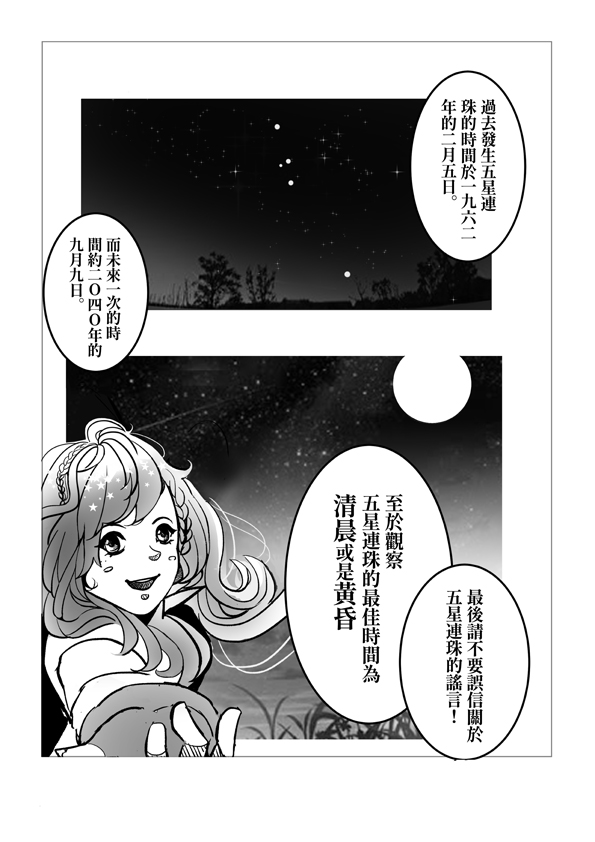 過去發生五星連
珠的時間於一九六二
年的二月五日。
而未來一次的時
間約二〇四〇年的
九月九日。
至於觀察
五星連珠的最佳時間為
清晨或是黃昏
最後請不要誤信關於
五星連珠的謠言！